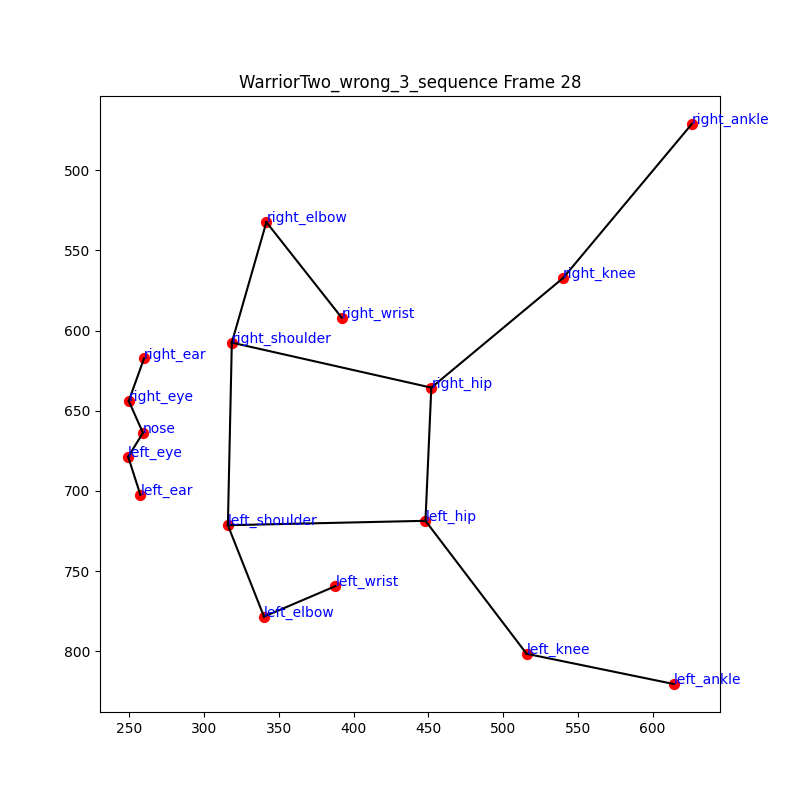 WarriorTwo_wrong_3_sequence Frame 28
right_ankle
500
right_elbow
550
right_knee
600
right_wrist
right_shoulder
right_ear
right_hip
right_eye
650
nose
left_eye
700
left_ear
left_shoulder
left_hip
750
left_wrist
left_elbow
800
left_knee
left_ankle
250 300 350 400 450 500 550 600